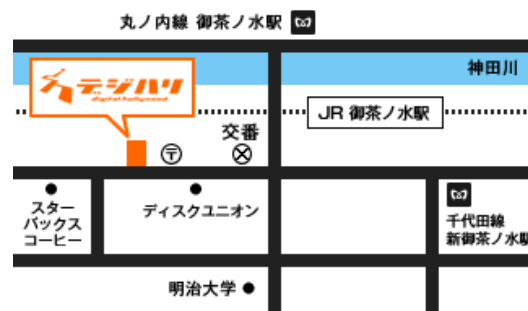 丸ノ内線 御茶ノ水駅
神田川
デジハリ
digital hollywood
JR 御茶ノ水駅
交番
〒
スター
バックス
コーヒー
ディスクユニオン
千代田線
新御茶ノ水駅
明治大学